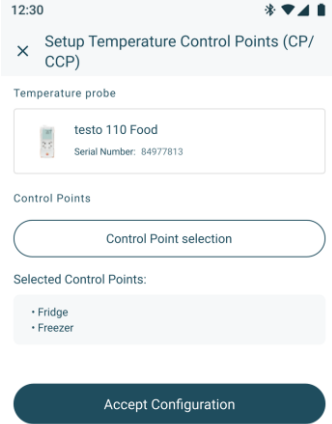 12:30
Setup Temperature Control Points (CP/
CCP)
Temperature probe
testo 110 Food
Serial Number: 84977813
Control Points
Control Point selection
Selected Control Points:
• Fridge
• Freezer
Accept Configuration